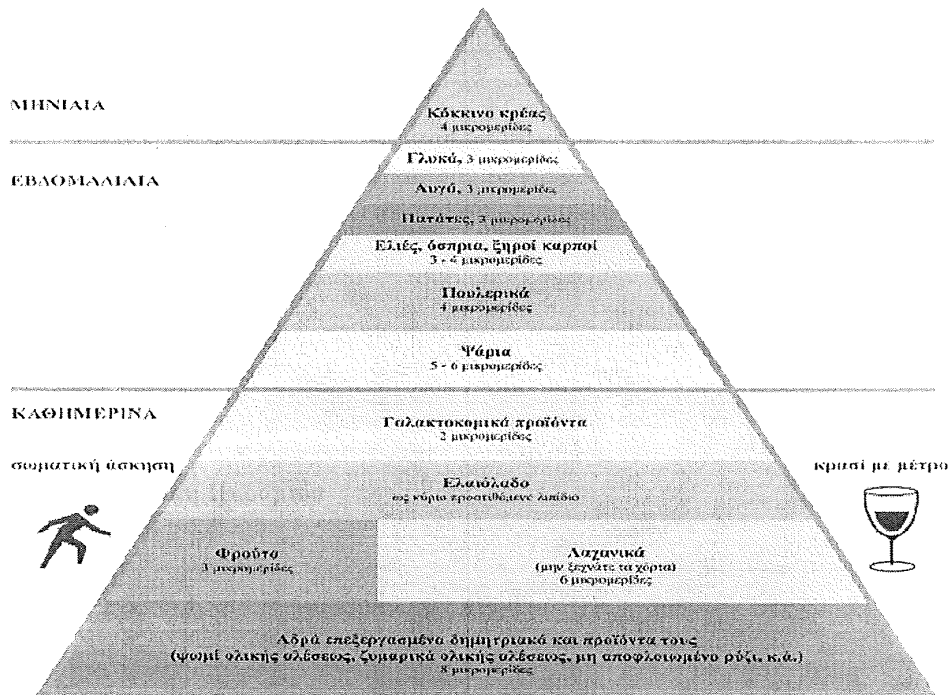 ΜΗΝΙΑΙΑ
Κόκκινο κρέας
4 μικρομερίδες
Γλυκά, 3 μικρομερίδες
ΕΒΔΟΜΑΔΙΑΙΑ
Αυγά, 3 μικρομερίδες
Πατάτες, 3 μικρομερίδες
Ελιές, όσπρια, ξηροί καρποί
3 - 4 μικρομερίδες
Πουλερικά
4 μικρομερίδες
Ψάρια
5 - 6 μικρομερίδες
ΚΑΘΗΜΕΡΙΝΑ
Γαλακτοκομικά προϊόντα
2 μικρομερίδες
σωματική άσκηση
κρασί με μέτρο
Ελαιόλαδο
ως κύριο προστιθέμενο λιπίδιο
Φρούτα
3 μικρομερίδες
Λαχανικά
(μην ξεχνάτε τα χόρτα)
6 μικρομερίδες
Αδρά επεξεργασμένα δημητριακά και προϊόντα τους
(ψωμί ολικής αλέσεως, ζυμαρικά ολικής αλέσεως, μη αποφλοιωμένο ρύζι, κ.ά.)
8 μικρομερίδες